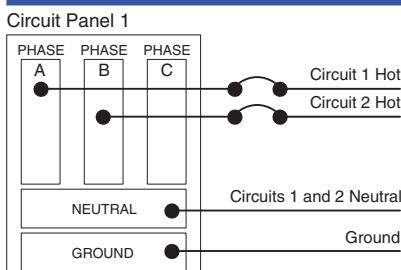 Circuit Panel 1
PHASE PHASE PHASE
A B C
Circuit 1 Hot
Circuit 2 Hot
Circuits 1 and 2 Neutral
NEUTRAL
Ground
GROUND